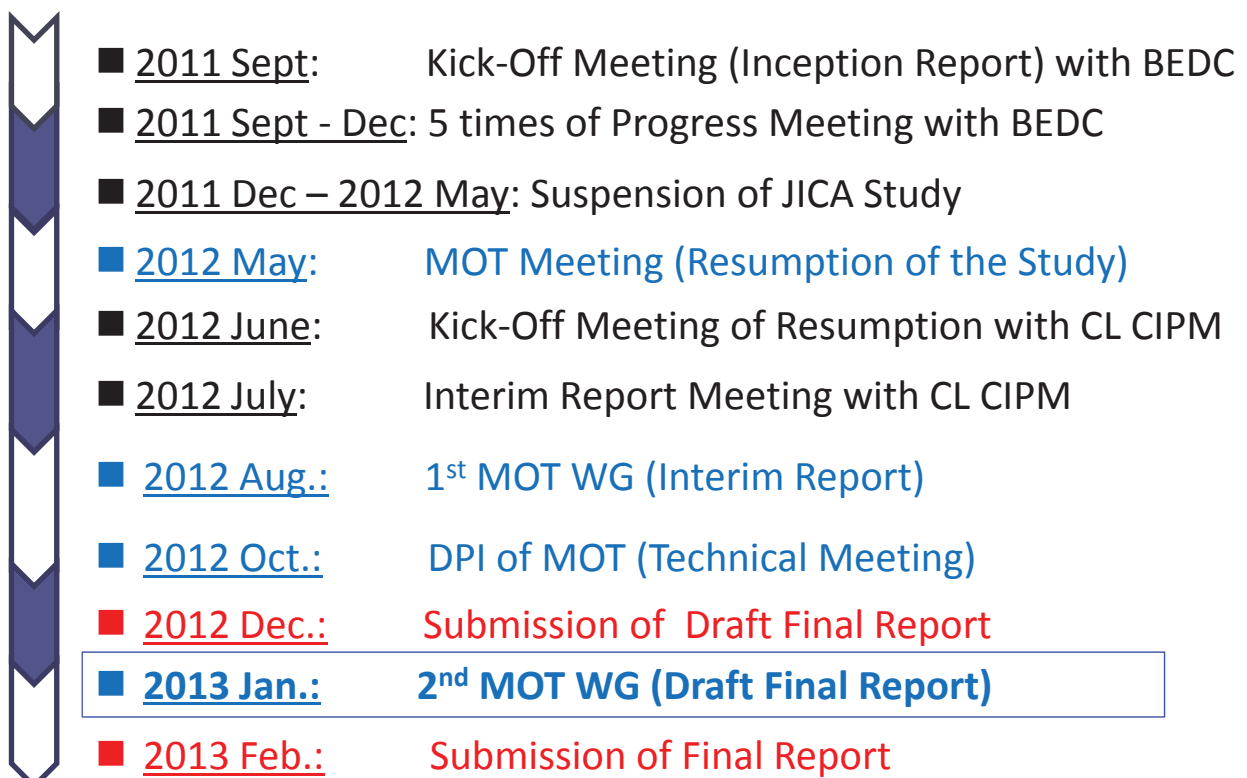 ■ 2011 Sept: Kick-Off Meeting (Inception Report) with BEDC
■ 2011 Sept - Dec: 5 times of Progress Meeting with BEDC
■ 2011 Dec – 2012 May: Suspension of JICA Study
■ 2012 May: MOT Meeting (Resumption of the Study)
■ 2012 June: Kick-Off Meeting of Resumption with CL CIPM
■ 2012 July: Interim Report Meeting with CL CIPM
■ 2012 Aug.: 1st MOT WG (Interim Report)
■ 2012 Oct.: DPI of MOT (Technical Meeting)
■ 2012 Dec.: Submission of Draft Final Report
■ 2013 Jan.: 2nd MOT WG (Draft Final Report)
■ 2013 Feb.: Submission of Final Report